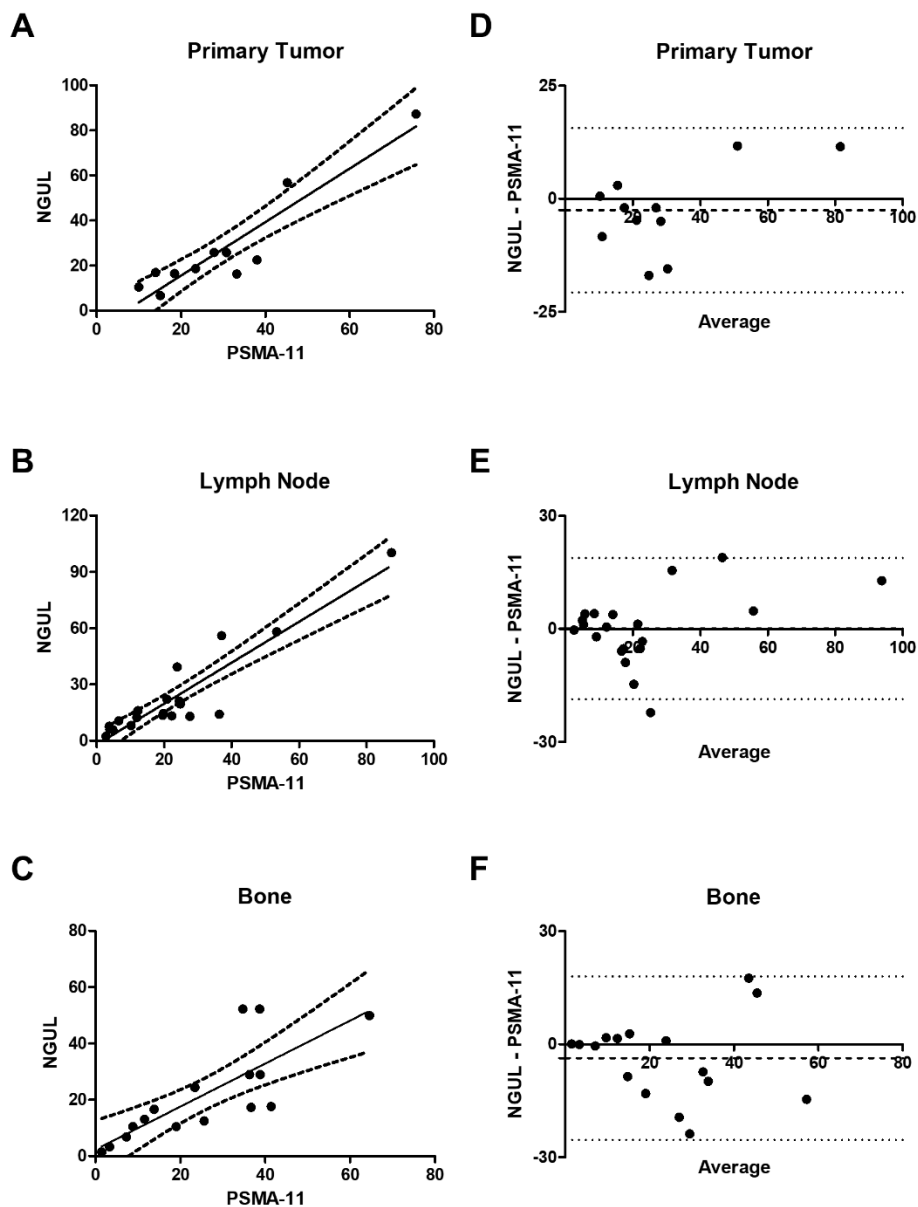 A
Primary Tumor
100
80
60
40
20
0
NGUL
0 20 40 60 80
PSMA-11
D
Primary Tumor
25
0
-25
NGUL - PSMA-11
20 40 60 80 100
Average
B
Lymph Node
120
90
60
30
0
NGUL
0 20 40 60 80 100
PSMA-11
E
Lymph Node
30
0
-30
NGUL - PSMA-11
20 40 60 80 100
Average
C
Bone
80
60
40
20
0
NGUL
0 20 40 60 80
PSMA-11
F
Bone
30
0
-30
NGUL - PSMA-11
20 40 60 80
Average